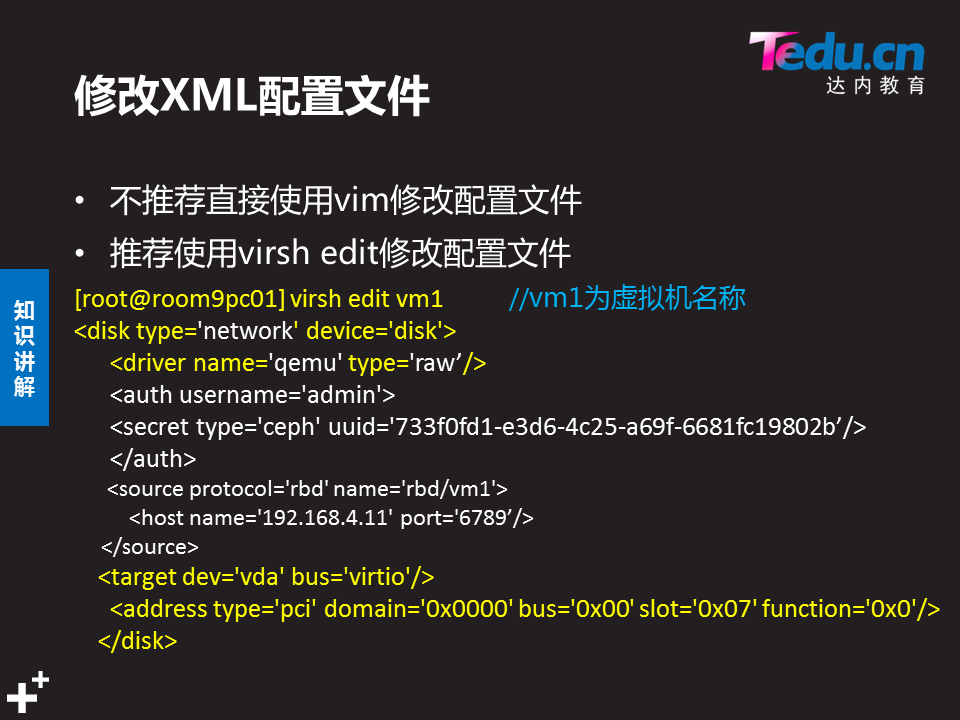 Tedu.cn
达内教育
修改XML配置文件
• 不推荐直接使用vim修改配置文件
• 推荐使用virsh edit修改配置文件
知识讲解
[root@room9pc01] virsh edit vm1 //vm1为虚拟机名称
<disk type='network' device='disk'>
<driver name='qemu' type='raw’/>
<auth username='admin'>
<secret type='ceph' uuid='733f0fd1-e3d6-4c25-a69f-6681fc19802b’/>
</auth>
<source protocol='rbd' name='rbd/vm1'>
<host name='192.168.4.11' port='6789’/>
</source>
<target dev='vda' bus='virtio'/>
<address type='pci' domain='0x0000' bus='0x00' slot='0x07' function='0x0'/>
</disk>